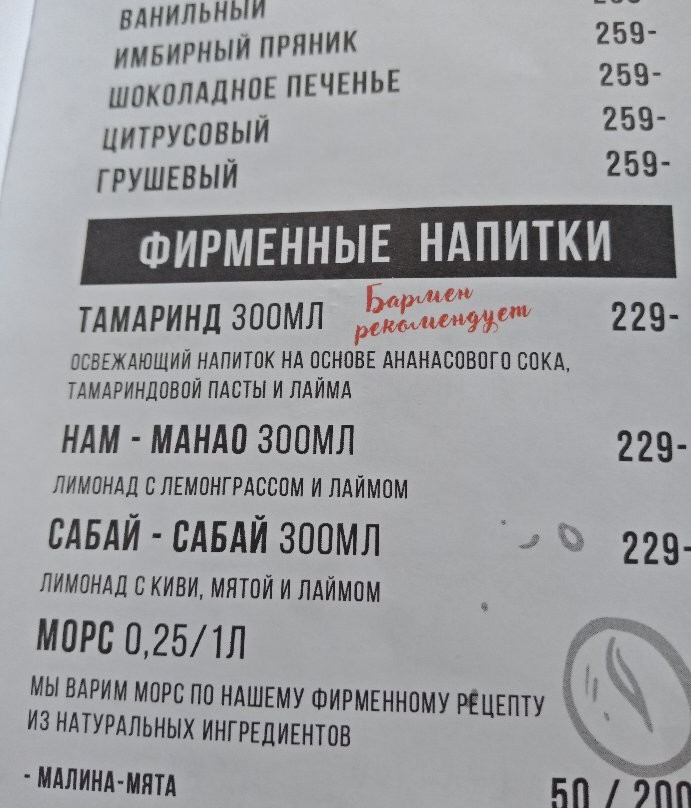 ВАНИЛЬНЫЙ
ИМБИРНЫЙ ПРЯНИК 259-
ШОКОЛАДНОЕ ПЕЧЕНЬЕ 259-
ЦИТРУСОВЫЙ 259-
ГРУШЕВЫЙ 259-
ФИРМЕННЫЕ НАПИТКИ
ТАМАРИНД 300МЛ Бармен рекомендует 229-
ОСВЕЖАЮЩИЙ НАПИТОК НА ОСНОВЕ АНАНАСОВОГО СОКА,
ТАМАРИНДОВОЙ ПАСТЫ И ЛАЙМА
НАМ - МАНАО 300МЛ 229-
ЛИМОНАД С ЛЕМОНГРАССОМ И ЛАЙМОМ
САБАЙ - САБАЙ 300МЛ 229-
ЛИМОНАД С КИВИ, МЯТОЙ И ЛАЙМОМ
МОРС 0,25/1Л
МЫ ВАРИМ МОРС ПО НАШЕМУ ФИРМЕННОМУ РЕЦЕПТУ
ИЗ НАТУРАЛЬНЫХ ИНГРЕДИЕНТОВ
- МАЛИНА-МЯТА 50 / 200